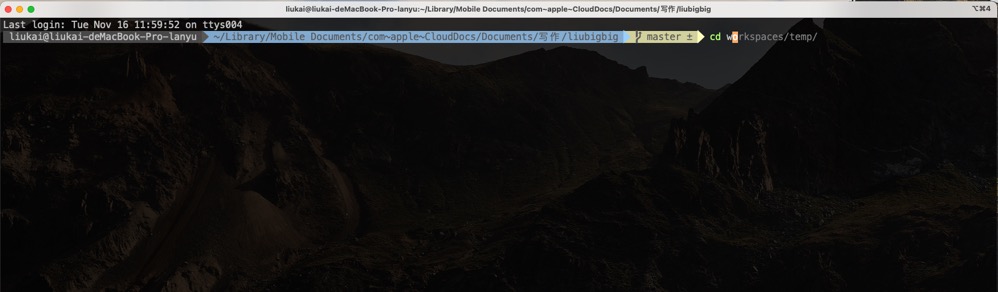 liukai@liukai-deMacBook-Pro-lanyu:~/Library/Mobile Documents/com~apple~CloudDocs/Documents/写作/liubigbig ⌥⌘4
Last login: Tue Nov 16 11:59:52 on ttys004
liukai@liukai-deMacBook-Pro-lanyu ~/Library/Mobile Documents/com~apple~CloudDocs/Documents/写作/liubigbig master ± cd workspaces/temp/